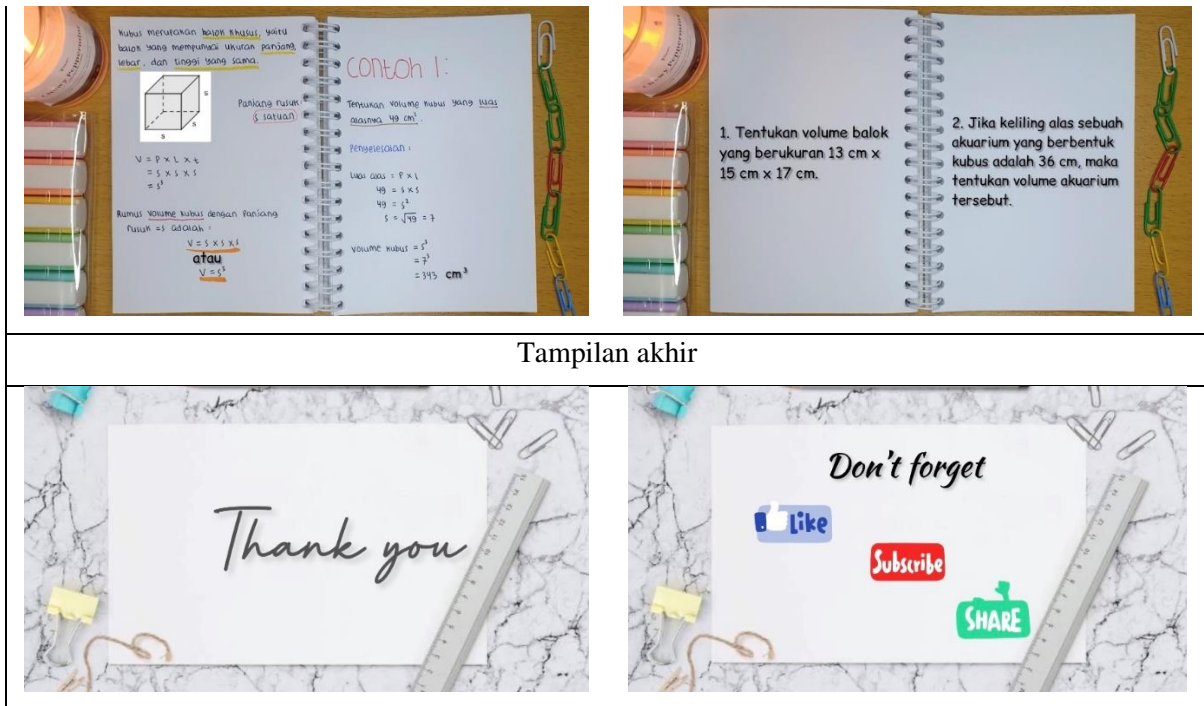 Kubus merupakan balok khusus, yaitu
balok yang mempunyai ukuran panjang,
lebar, dan tinggi yang sama.
s
s
s
Panjang rusuk:
s satuan
V = P x L x t
= s x s x s
= s³
Rumus volume kubus dengan Panjang
rusuk = s adalah :
V = s x s x s
atau
V = s³
contoh 1:
Tentukan volume kubus yang luas
alasnya 49 cm².
Penyelesaian :
Luas alas = P x L
49 = s x s
49 = s²
s = √49 = 7
volume kubus = s³
= 7³
= 343 cm³
1. Tentukan volume balok
yang berukuran 13 cm x
15 cm x 17 cm.
2. Jika keliling alas sebuah
akuarium yang berbentuk
kubus adalah 36 cm, maka
tentukan volume akuarium
tersebut.
Tampilan akhir
Thank you
Don't forget
Like
Subscribe
SHARE